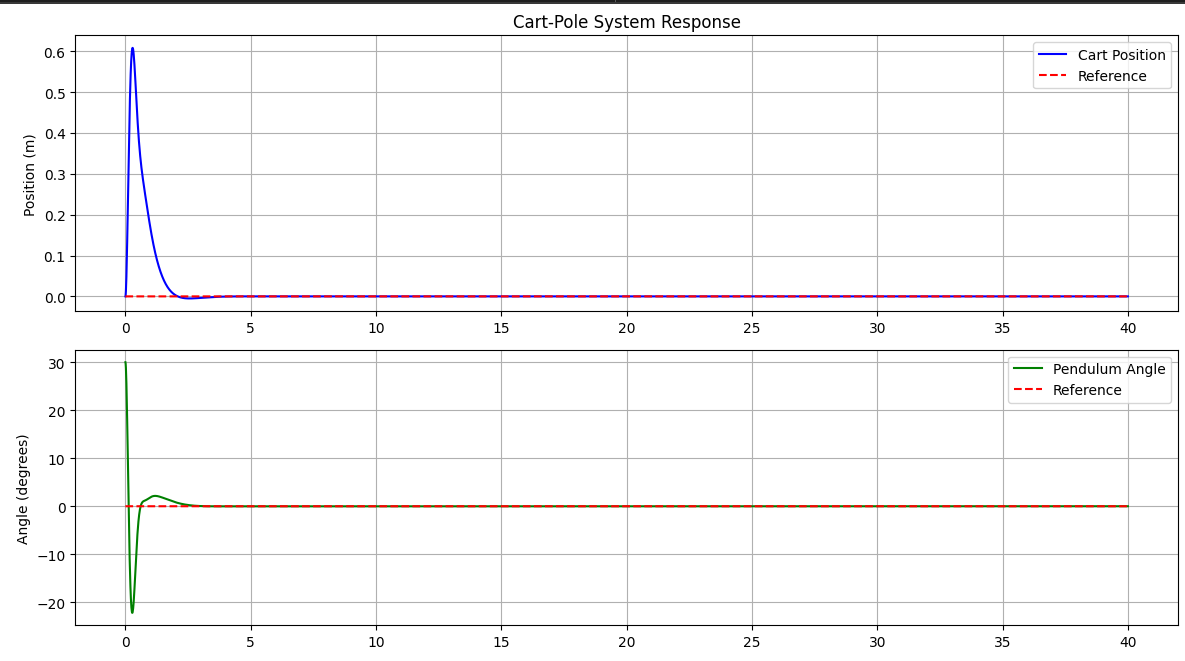 Cart-Pole System Response
Position (m)
0.6
0.5
0.4
0.3
0.2
0.1
0.0
Cart Position
Reference
0 5 10 15 20 25 30 35 40
Angle (degrees)
30
20
10
0
−10
−20
Pendulum Angle
Reference
0 5 10 15 20 25 30 35 40